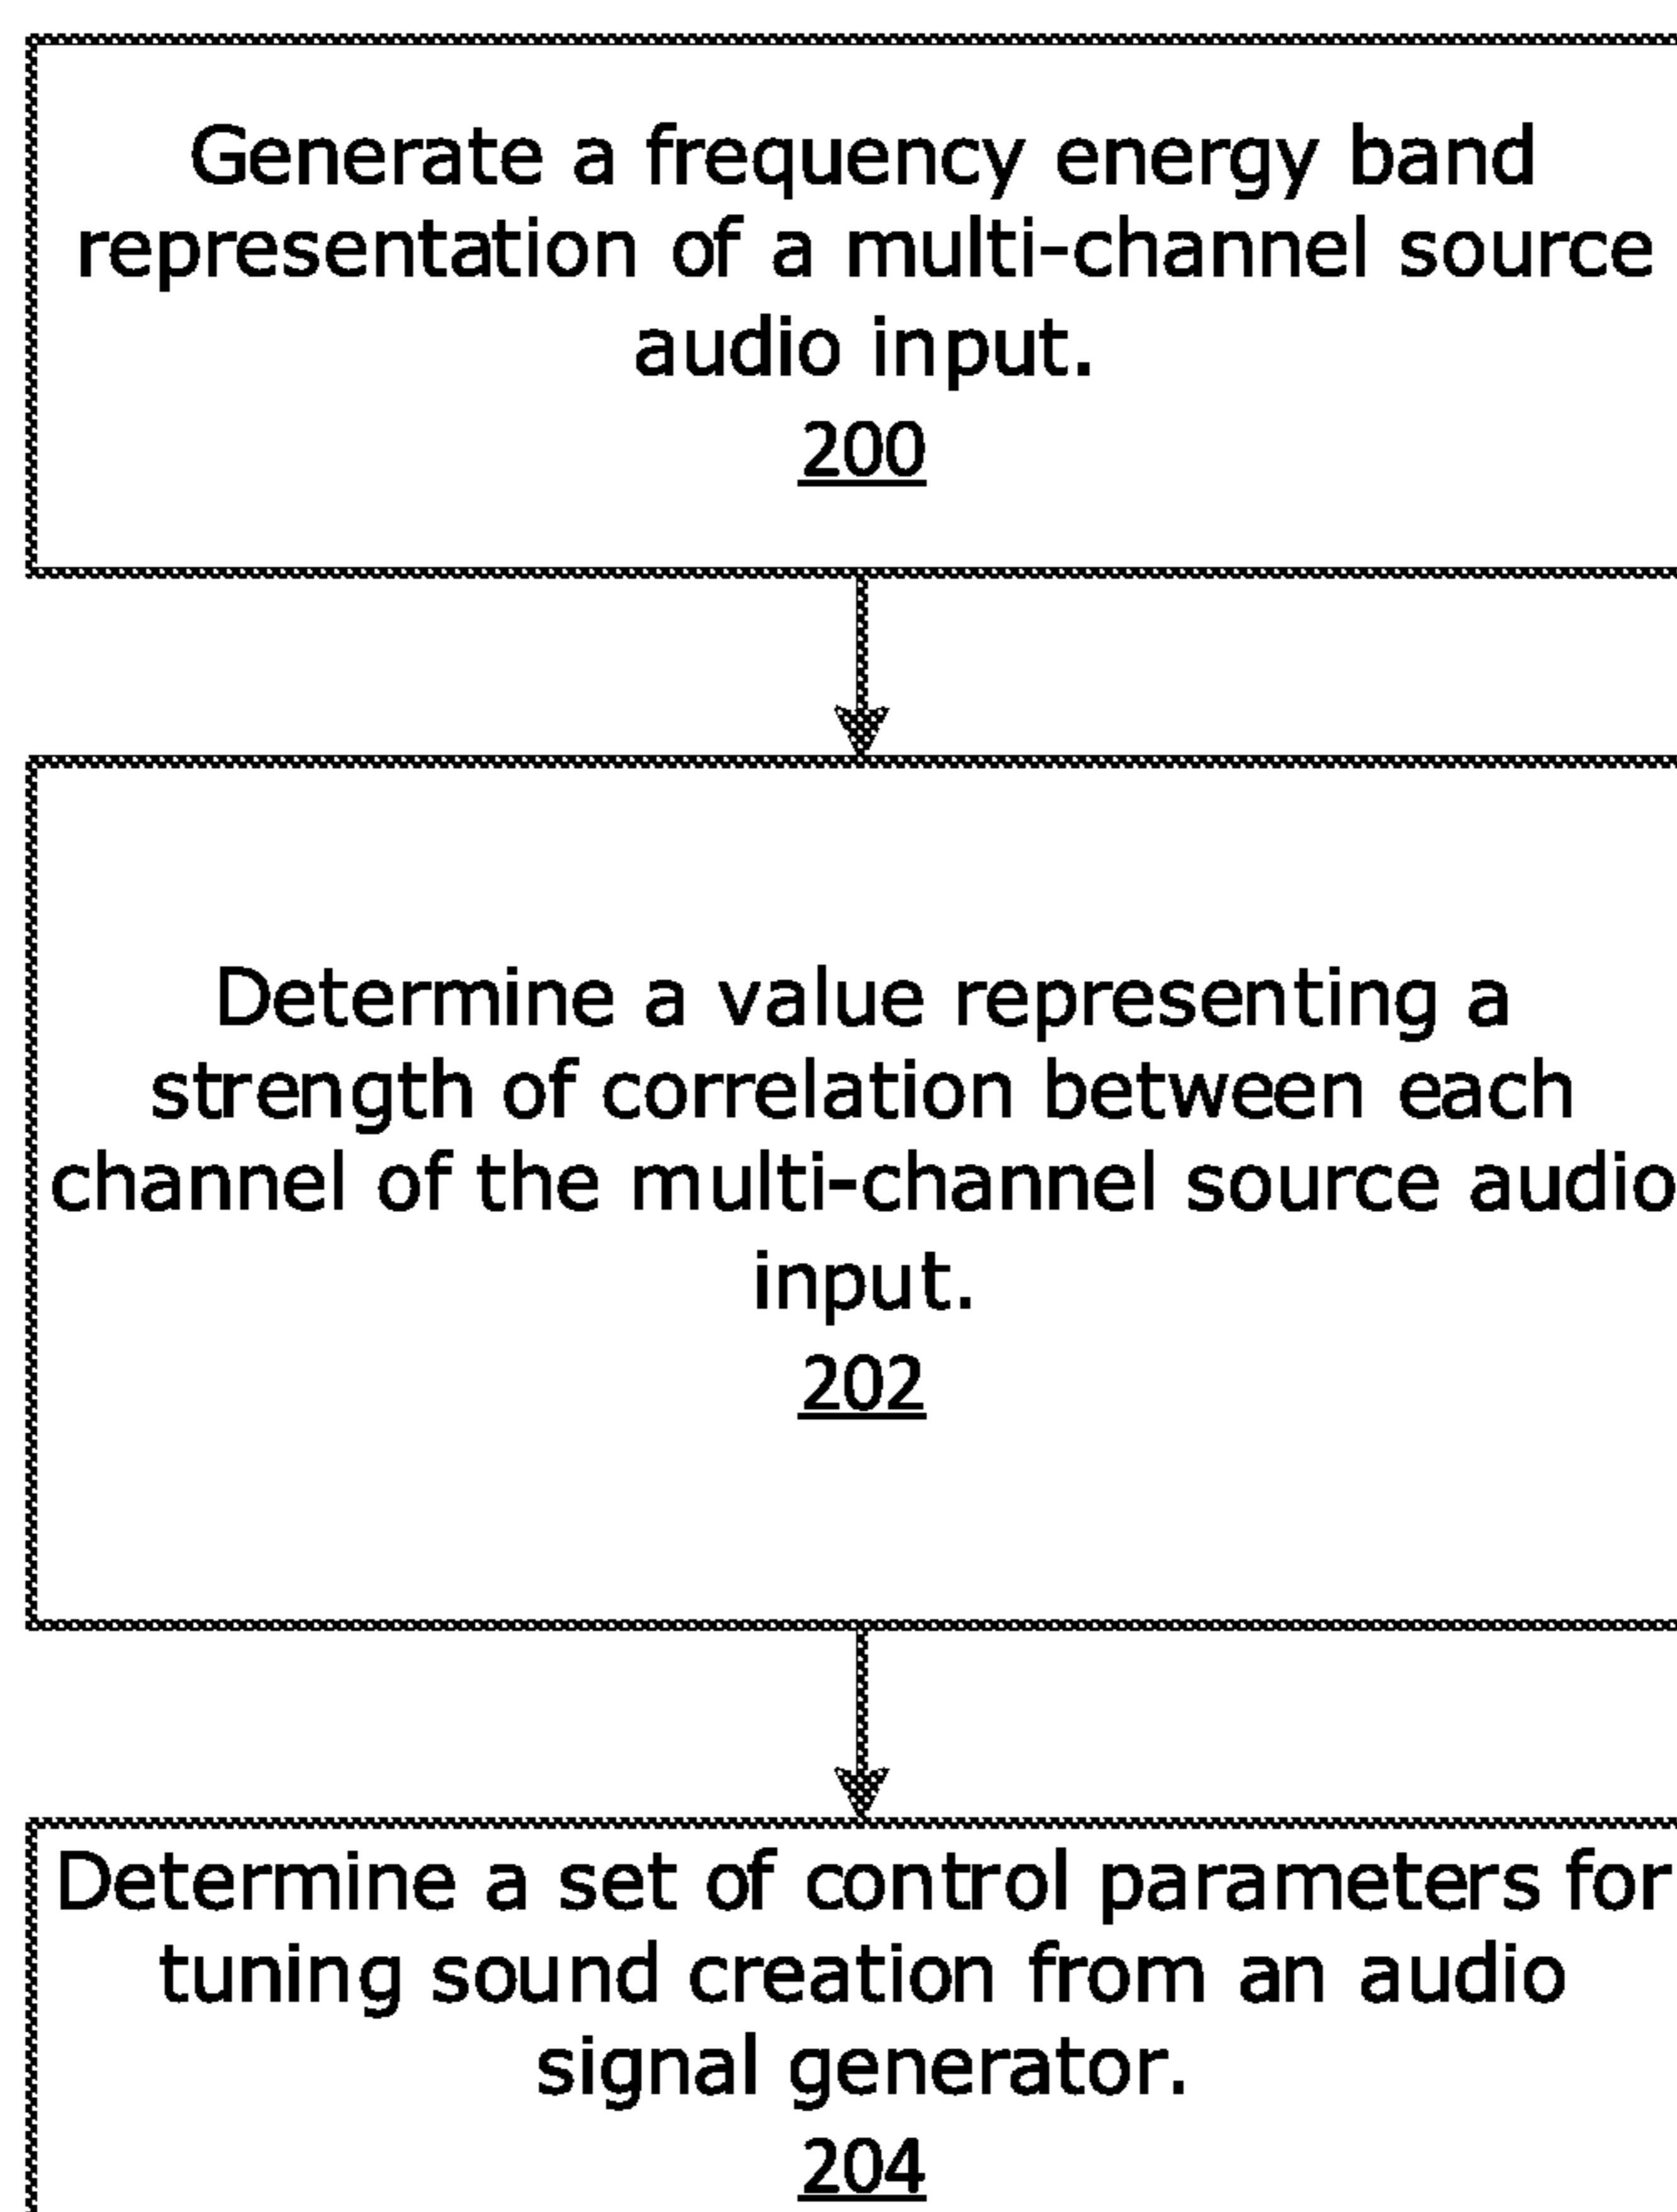 Generate a frequency energy band
representation of a multi-channel source
audio input.
200
Determine a value representing a
strength of correlation between each
channel of the multi-channel source audio
input.
202
Determine a set of control parameters for
tuning sound creation from an audio
signal generator.
204